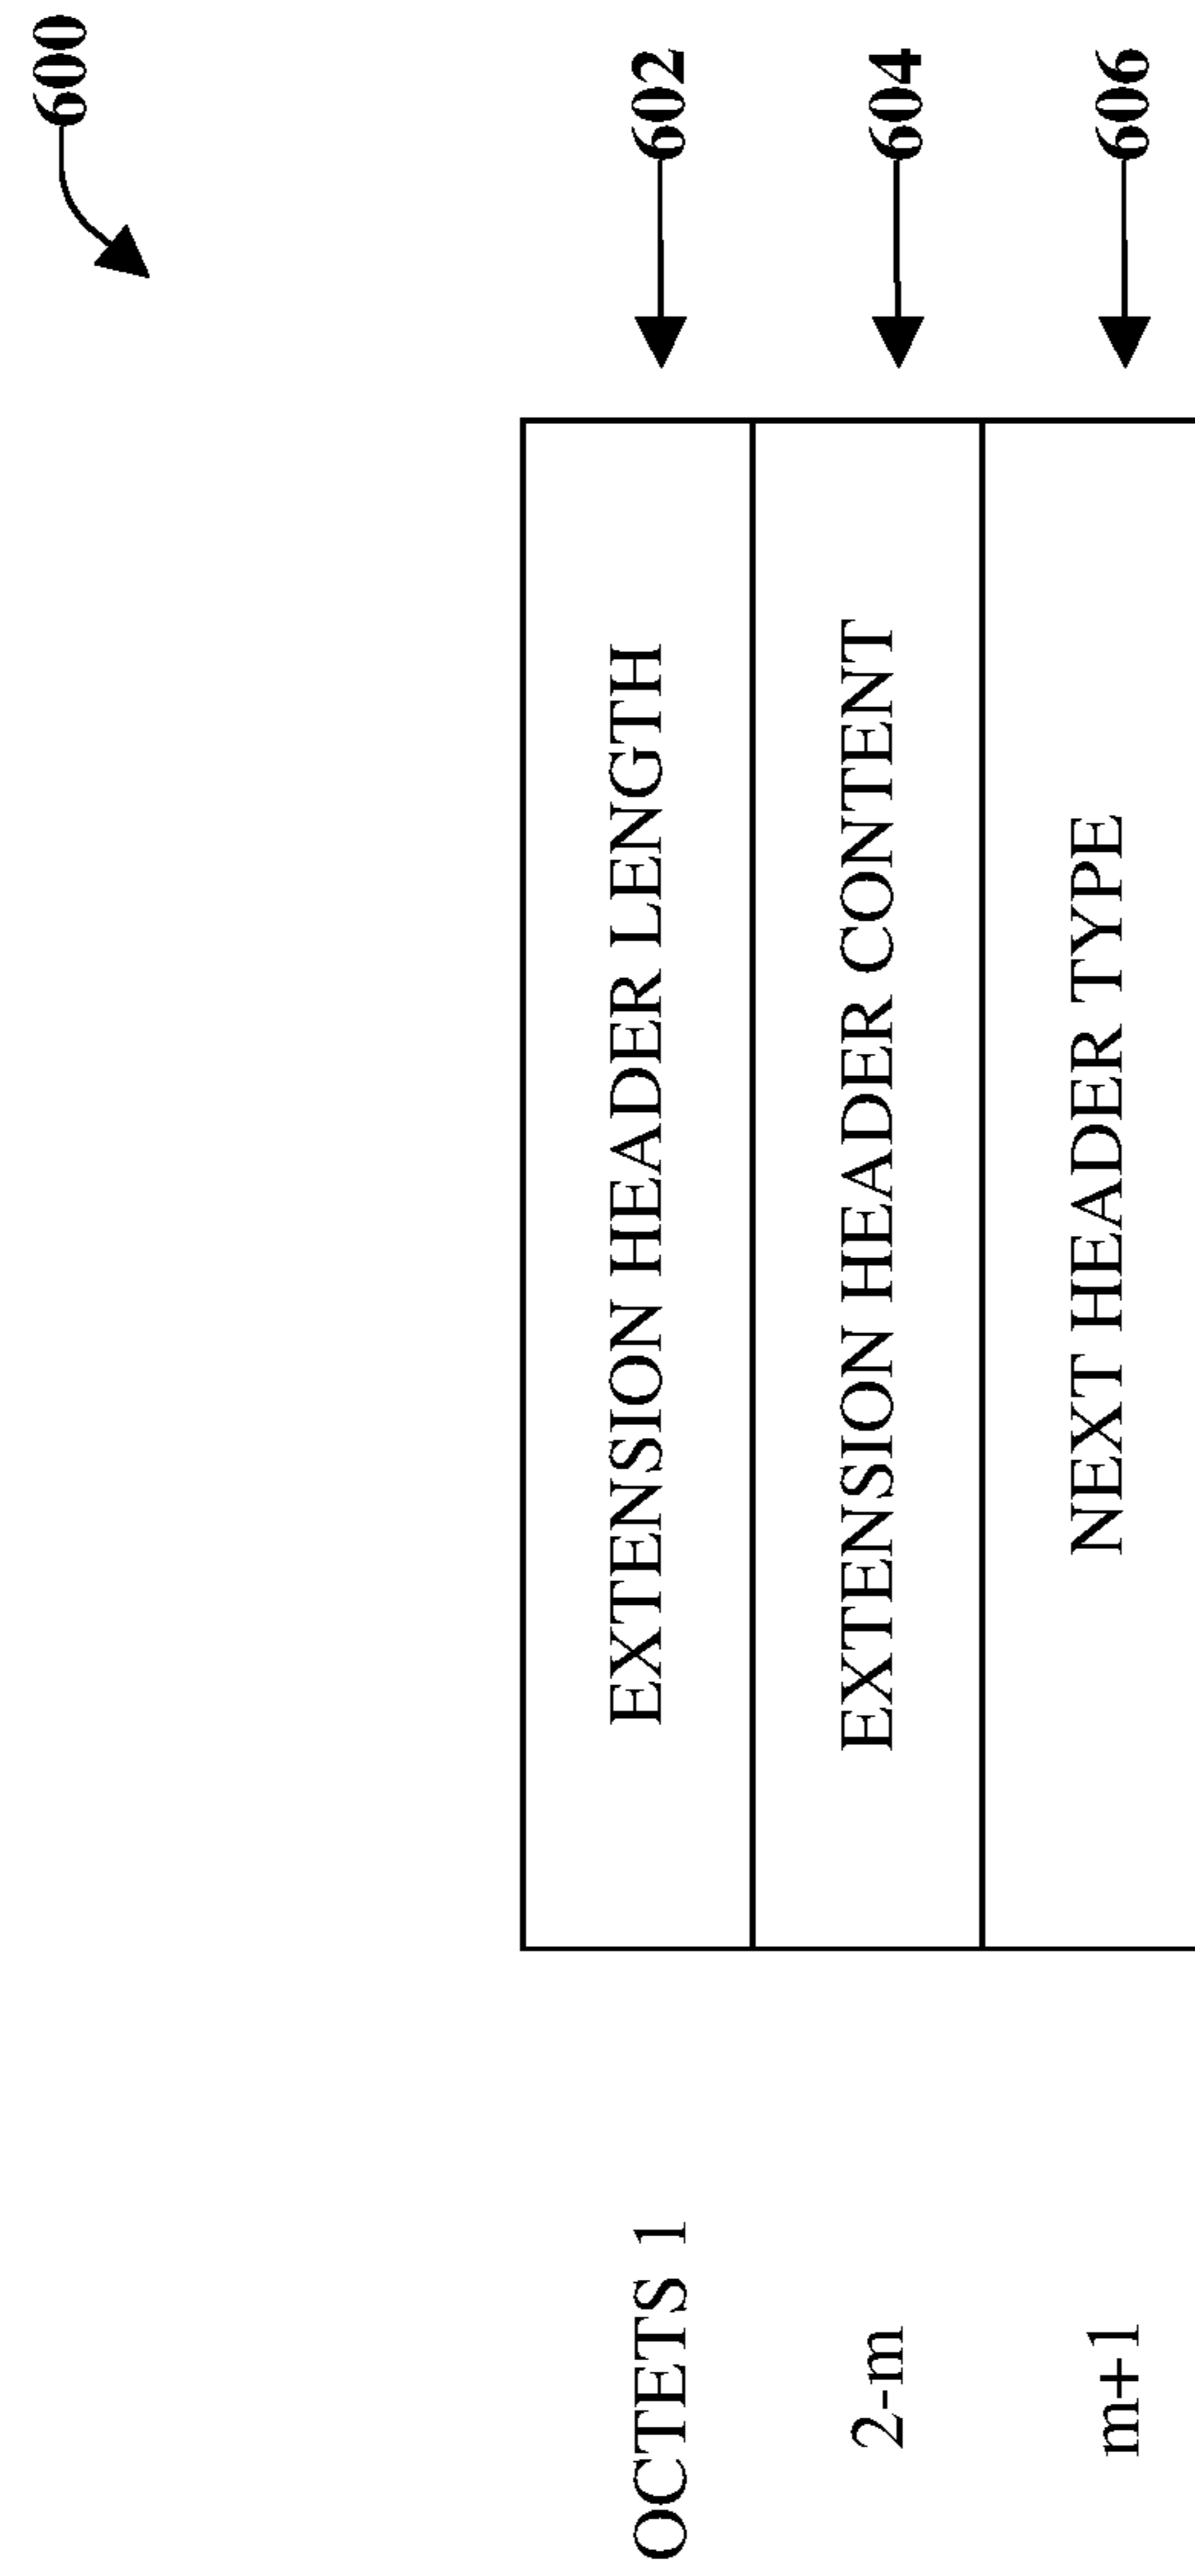 600
OCTETS 1 EXTENSION HEADER LENGTH 602
2-m EXTENSION HEADER CONTENT 604
m+1 NEXT HEADER TYPE 606